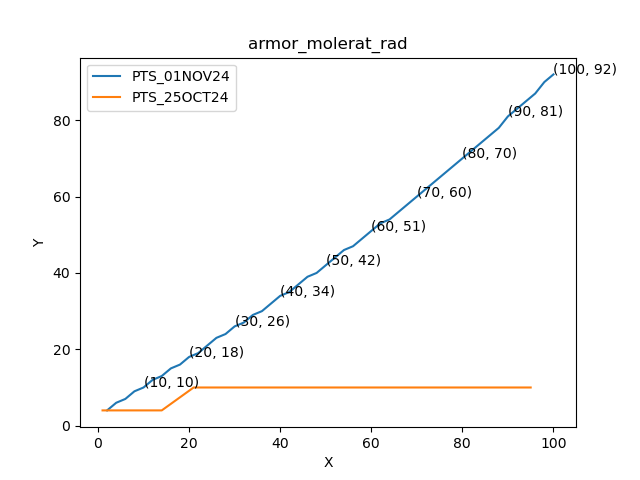 armor_molerat_rad
PTS_01NOV24
PTS_25OCT24
(100, 92)
(90, 81)
(80, 70)
(70, 60)
(60, 51)
(50, 42)
(40, 34)
(30, 26)
(20, 18)
(10, 10)
80
60
40
20
0
Y
0 20 40 60 80 100
X